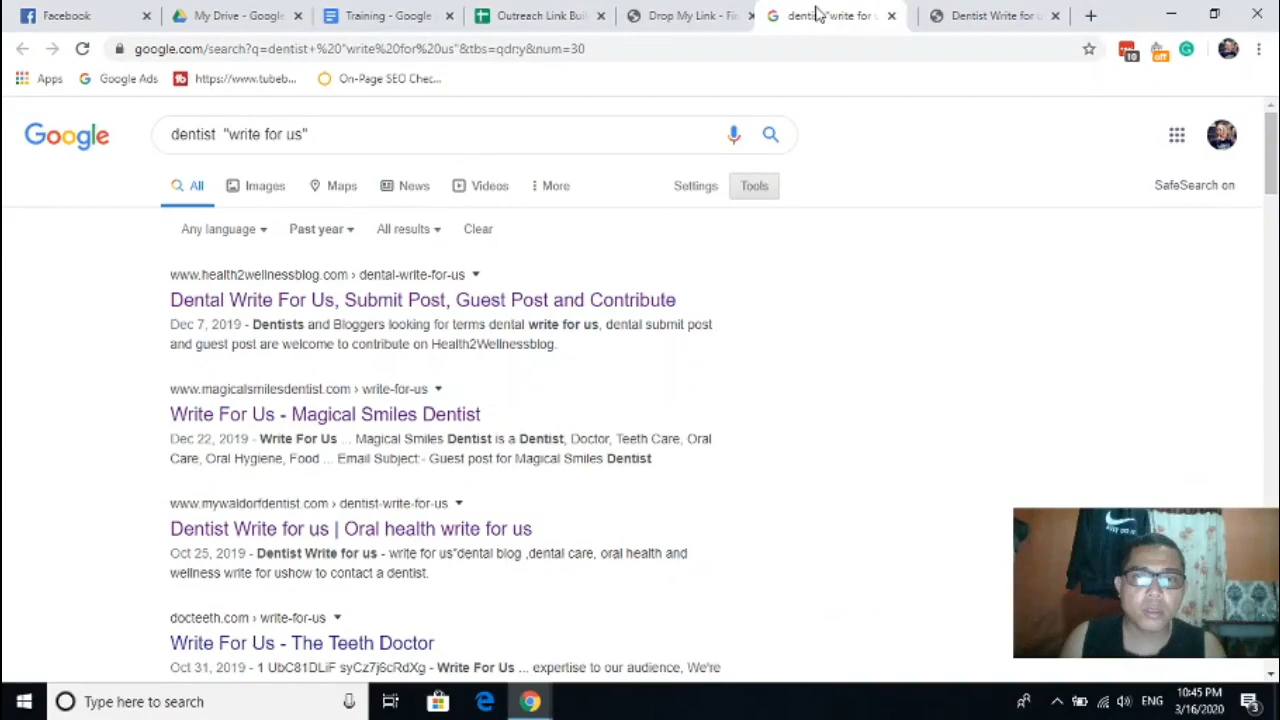 Facebook
My Drive - Google
Training - Google
Outreach Link Buil
Drop My Link - Fi
"write for
Dentist Write for u
google.com/search?q=dentist+%20"write%20for%20us"&tbs=qdr:y&num=30
10
off
Apps
Google Ads
https://www.tubeb...
On-Page SEO Chec...
Google
dentist "write for us"
All
Images
Maps
News
Videos
More
Settings
Tools
SafeSearch on
Any language
Past year
All results
Clear
www.health2wellnessblog.com › dental-write-for-us
Dental Write For Us, Submit Post, Guest Post and Contribute
Dec 7, 2019 - Dentists and Bloggers looking for terms dental write for us, dental submit post
and guest post are welcome to contribute on Health2Wellnessblog.
www.magicalsmilesdentist.com › write-for-us
Write For Us - Magical Smiles Dentist
Dec 22, 2019 - Write For Us ... Magical Smiles Dentist is a Dentist, Doctor, Teeth Care, Oral
Care, Oral Hygiene, Food ... Email Subject:- Guest post for Magical Smiles Dentist
www.mywaldorfdentist.com › dentist-write-for-us
Dentist Write for us | Oral health write for us
Oct 25, 2019 - Dentist Write for us - write for us"dental blog ,dental care, oral health and
wellness write for ushow to contact a dentist.
docteeth.com › write-for-us
Write For Us - The Teeth Doctor
Oct 31, 2019 - 1 UbC81DLiF syCz7j6cRdXg - Write For Us ... expertise to our audience, We're
JUST DO IT.
Type here to search
ENG
10:45 PM
3/16/2020
3